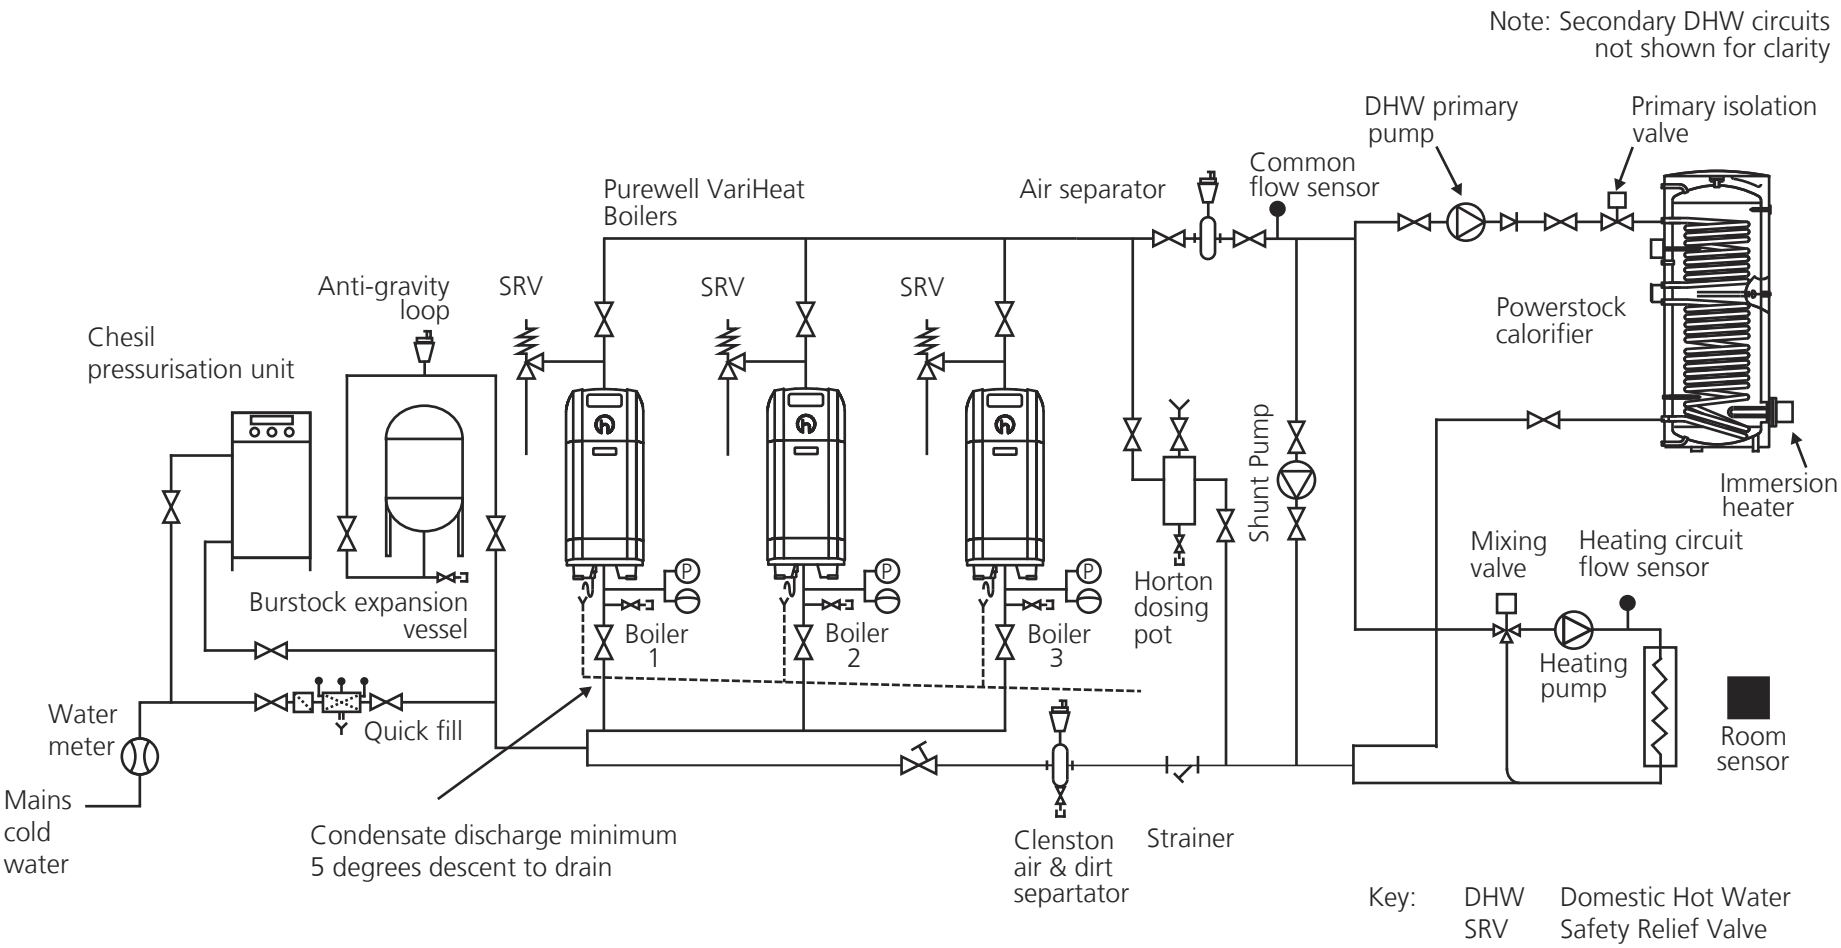 Note: Secondary DHW circuits
not shown for clarity
DHW primary
pump
Primary isolation
valve
Common
flow sensor
Air separator
Purewell VariHeat
Boilers
Anti-gravity
loop
SRV
SRV
SRV
Chesil
pressurisation unit
Powerstock
calorifier
Immersion
heater
Shunt Pump
Mixing
valve
Heating circuit
flow sensor
Horton
dosing
pot
Burstock expansion
vessel
P
P
P
Boiler
1
Boiler
2
Boiler
3
Heating
pump
Water
meter
Quick fill
Room
sensor
Mains
cold
water
Condensate discharge minimum
5 degrees descent to drain
Clenston
air & dirt
separtator
Strainer
Key: DHW Domestic Hot Water
SRV Safety Relief Valve